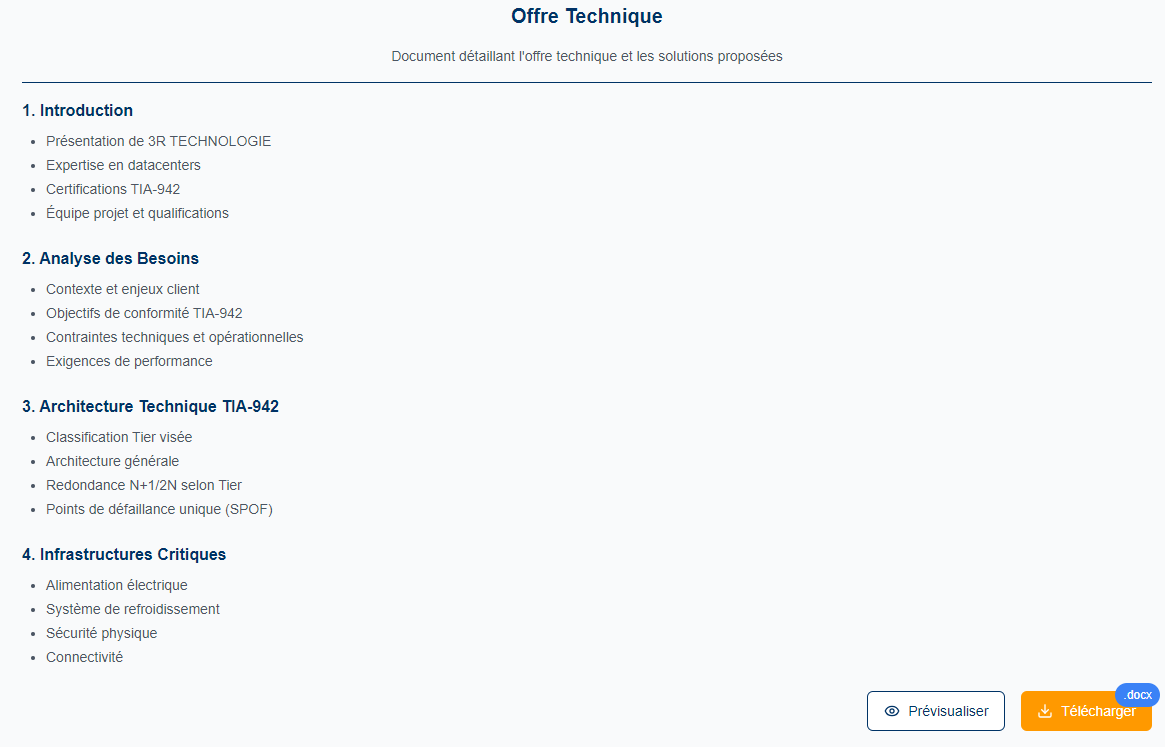 Offre Technique
Document détaillant l'offre technique et les solutions proposées
1. Introduction
Présentation de 3R TECHNOLOGIE
Expertise en datacenters
Certifications TIA-942
Équipe projet et qualifications
2. Analyse des Besoins
Contexte et enjeux client
Objectifs de conformité TIA-942
Contraintes techniques et opérationnelles
Exigences de performance
3. Architecture Technique TIA-942
Classification Tier visée
Architecture générale
Redondance N+1/2N selon Tier
Points de défaillance unique (SPOF)
4. Infrastructures Critiques
Alimentation électrique
Système de refroidissement
Sécurité physique
Connectivité
Prévisualiser
.docx
Télécharger